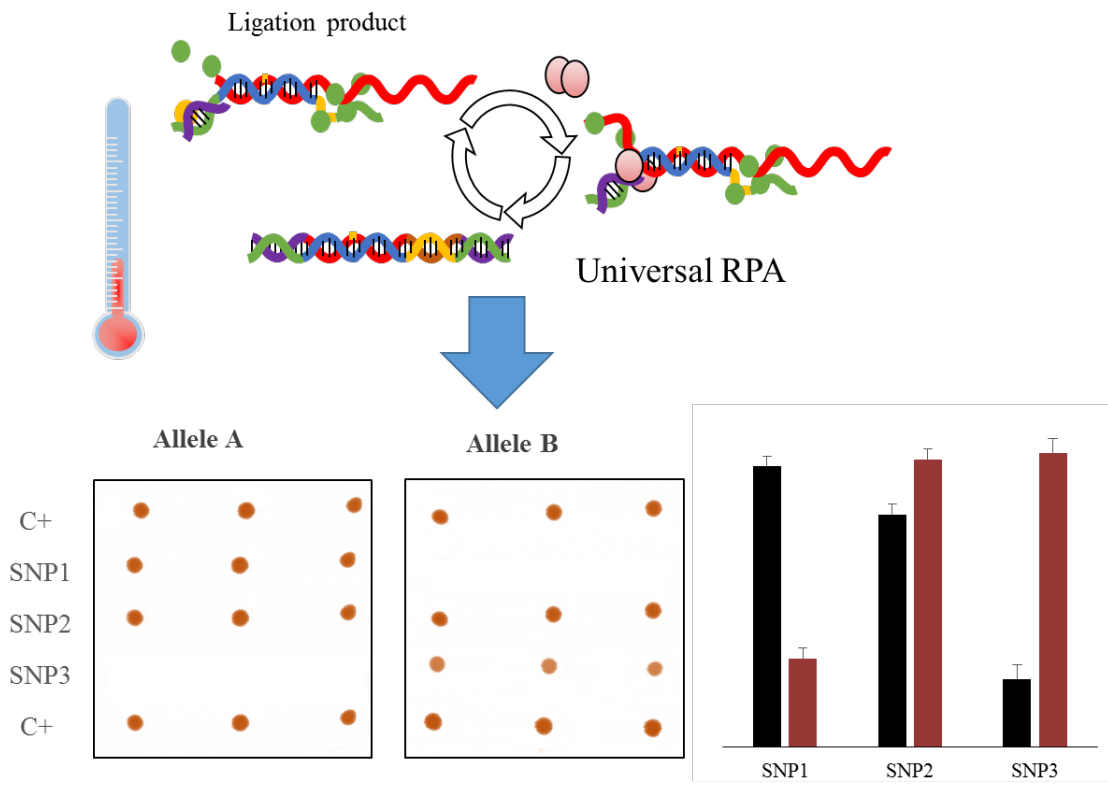 Ligation product
Universal RPA
Allele A
Allele B
C+
SNP1
SNP2
SNP3
C+
SNP1
SNP2
SNP3